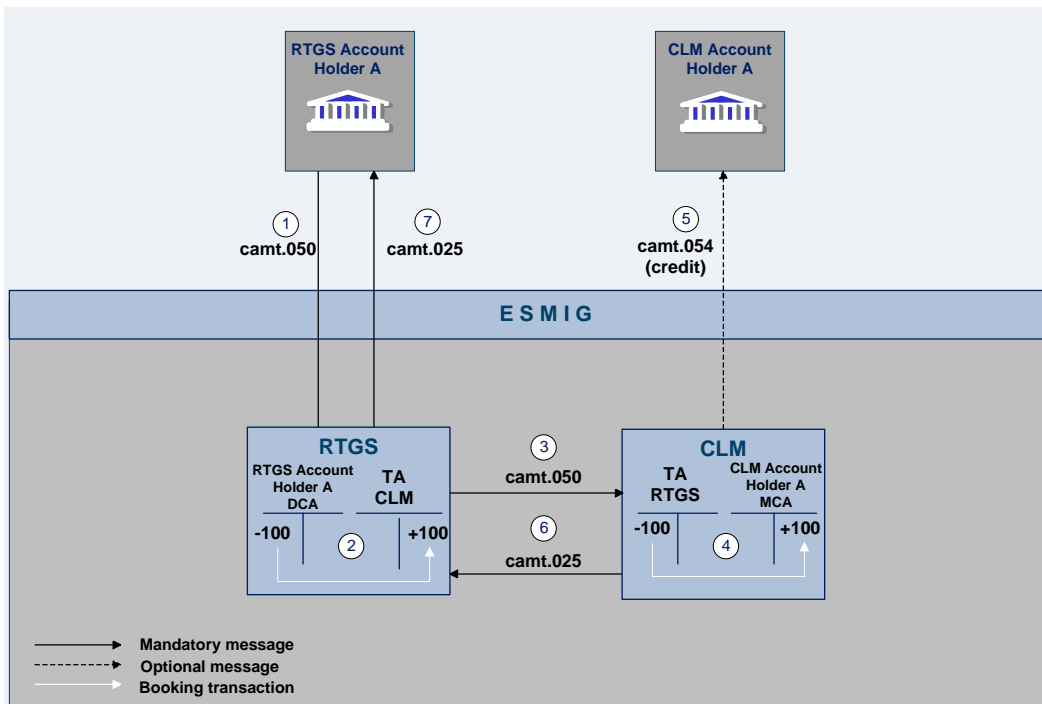 RTGS Account
Holder A
CLM Account
Holder A
1
camt.050
7
camt.025
5
camt.054
(credit)
E S M I G
RTGS
RTGS Account
Holder A
DCA
TA
CLM
-100
2
+100
3
camt.050
6
camt.025
CLM
TA
RTGS
CLM Account
Holder A
MCA
-100
4
+100
Mandatory message
Optional message
Booking transaction